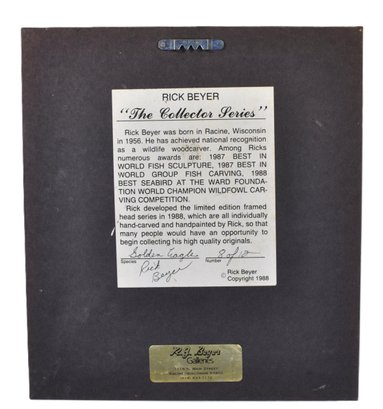 RICK BEYER
"The Collector Series"
Rick Beyer was born in Racine, Wisconsin
in 1956. He has achieved national recognition
as a wildlife woodcarver. Among Ricks
numerous awards are: 1987 BEST IN
WORLD FISH SCULPTURE, 1987 BEST IN
WORLD GROUP FISH CARVING, 1988
BEST SEABIRD AT THE WARD FOUNDA-
TION WORLD CHAMPION WILDFOWL CAR-
VING COMPETITION.
Rick developed the limited edition framed
head series in 1988, which are all individually
hand-carved and handpainted by Rick, so that
many people would have an opportunity to
begin collecting his high quality originals.
Golden Eagle 8 of 12
Species Number
Rick
Beyer
© Rick Beyer
Copyright 1988
R.J. Beyer
Galleries